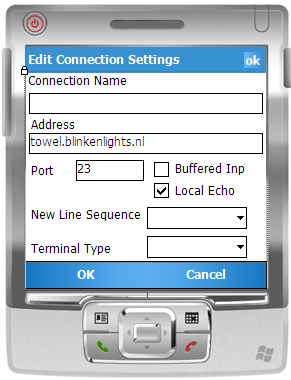 Edit Connection Settings ok
Connection Name
Address
towel.blinkenlights.nl
Port 23 Buffered Inp
Local Echo
New Line Sequence
Terminal Type
OK Cancel